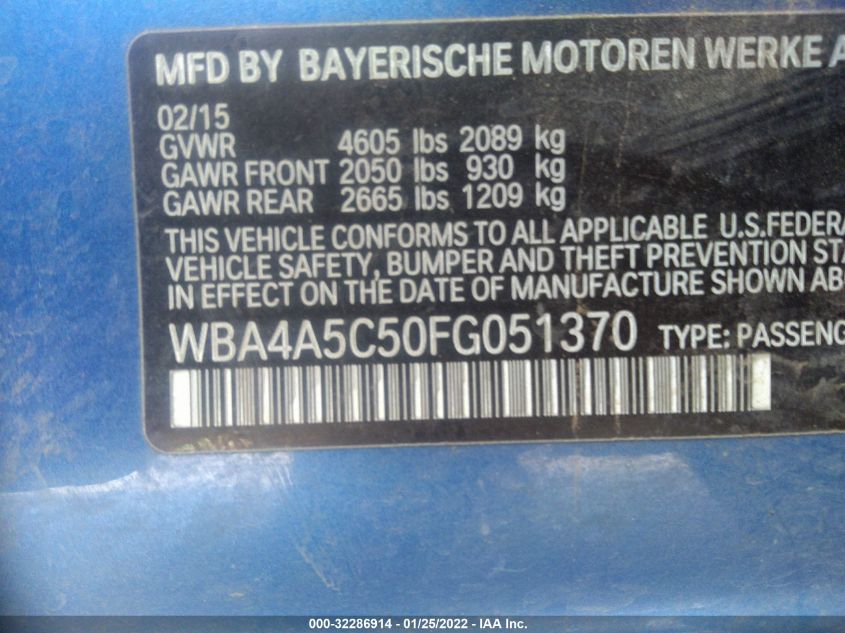 MFD BY BAYERISCHE MOTOREN WERKE A
02/15
GVWR 4605 lbs 2089 kg
GAWR FRONT 2050 lbs 930 kg
GAWR REAR 2665 lbs 1209 kg
THIS VEHICLE CONFORMS TO ALL APPLICABLE U.S.FEDERA
VEHICLE SAFETY, BUMPER AND THEFT PREVENTION STA
IN EFFECT ON THE DATE OF MANUFACTURE SHOWN ABO
WBA4A5C50FG051370 TYPE: PASSENG
000-32286914 - 01/25/2022 - IAA Inc.